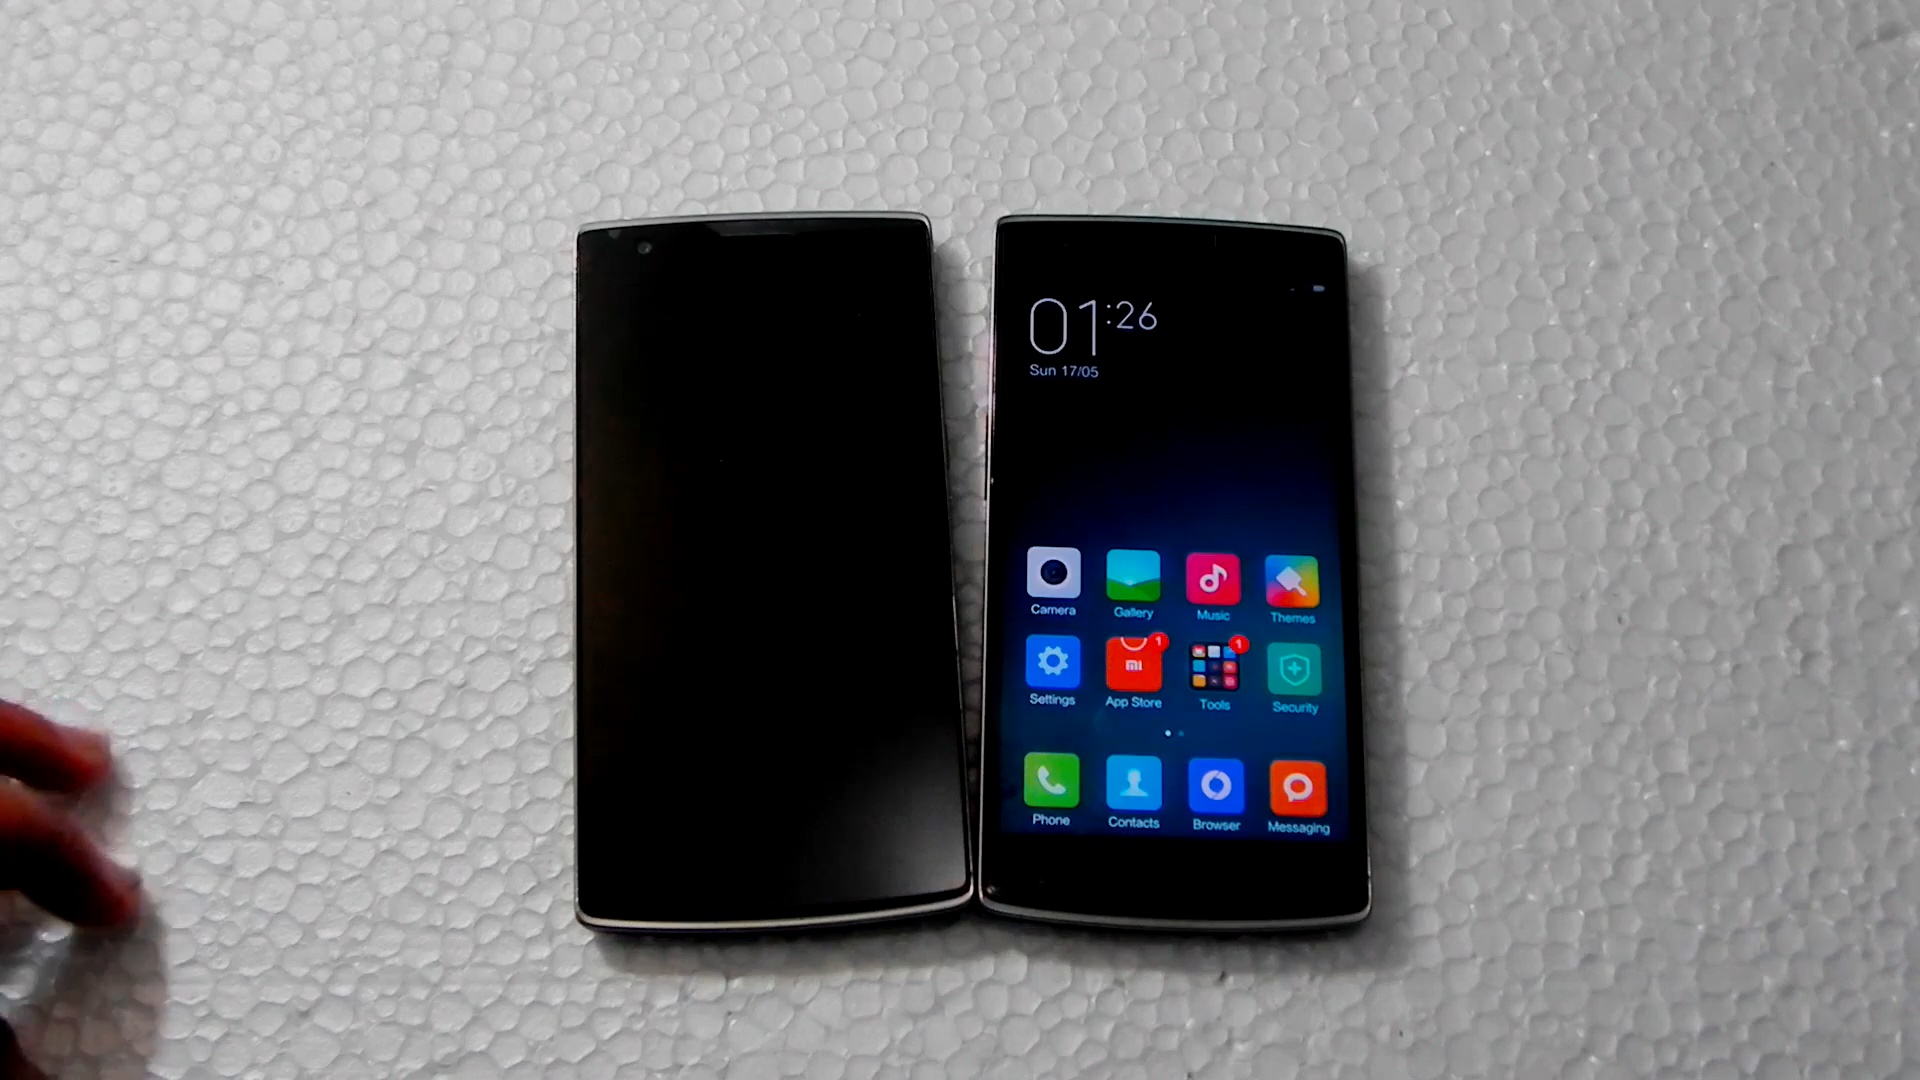 01:26
Sun 17/05
Camera
Gallery
Music
Themes
1
1
mi
Settings
App Store
Tools
Security
Phone
Contacts
Browser
Messaging